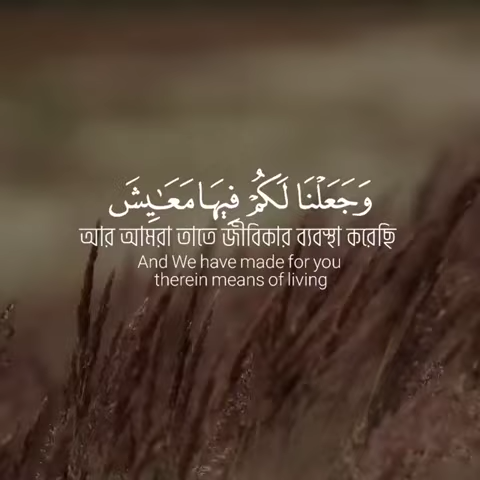 وَجَعَلْنَا لَكُمْ فِيهَا مَعَـٰيِشَ
আর আমরা তাতে জীবিকার ব্যবস্থা করেছি
And We have made for you
therein means of living